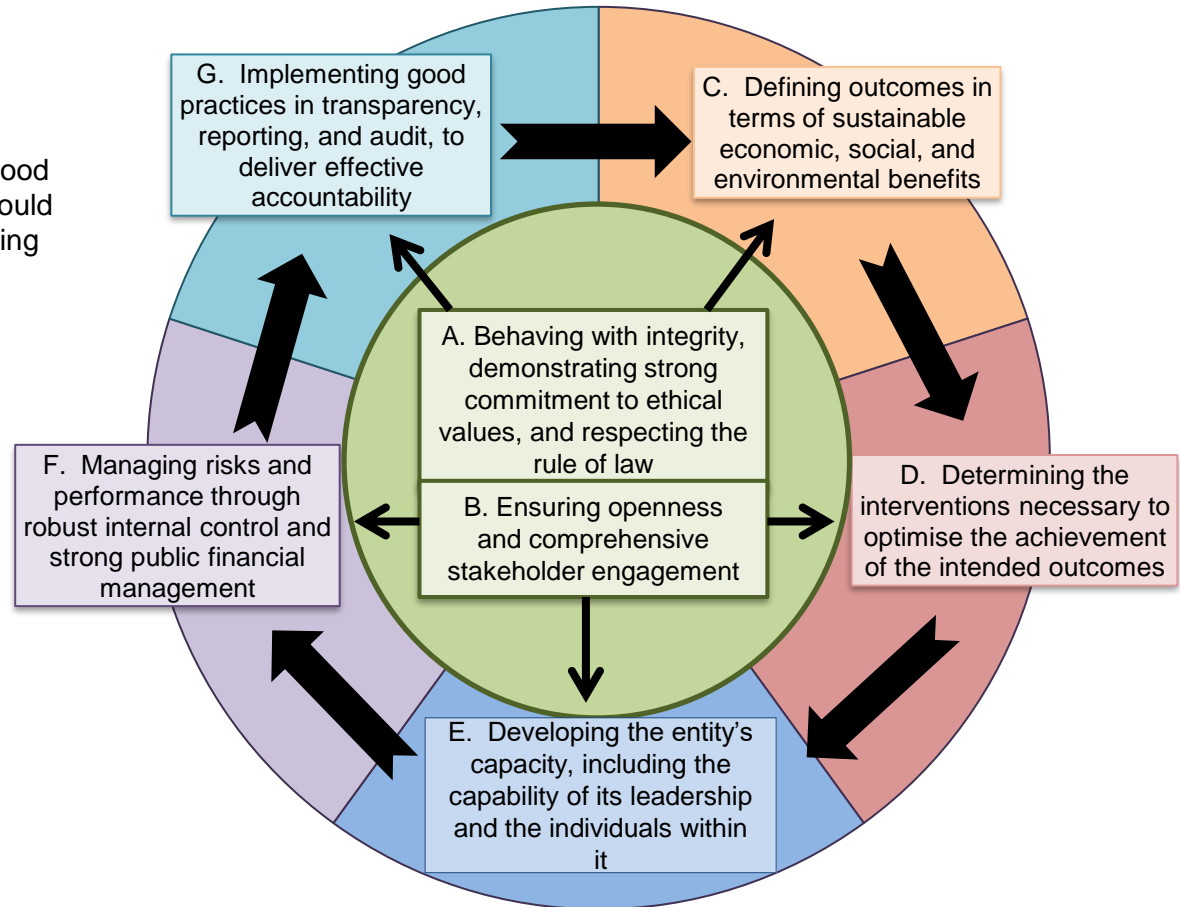 ood
ould
ing
G. Implementing good
practices in transparency,
reporting, and audit, to
deliver effective
accountability
C. Defining outcomes in
terms of sustainable
economic, social, and
environmental benefits
A. Behaving with integrity,
demonstrating strong
commitment to ethical
values, and respecting the
rule of law
B. Ensuring openness
and comprehensive
stakeholder engagement
F. Managing risks and
performance through
robust internal control and
strong public financial
management
D. Determining the
interventions necessary to
optimise the achievement
of the intended outcomes
E. Developing the entity’s
capacity, including the
capability of its leadership
and the individuals within
it